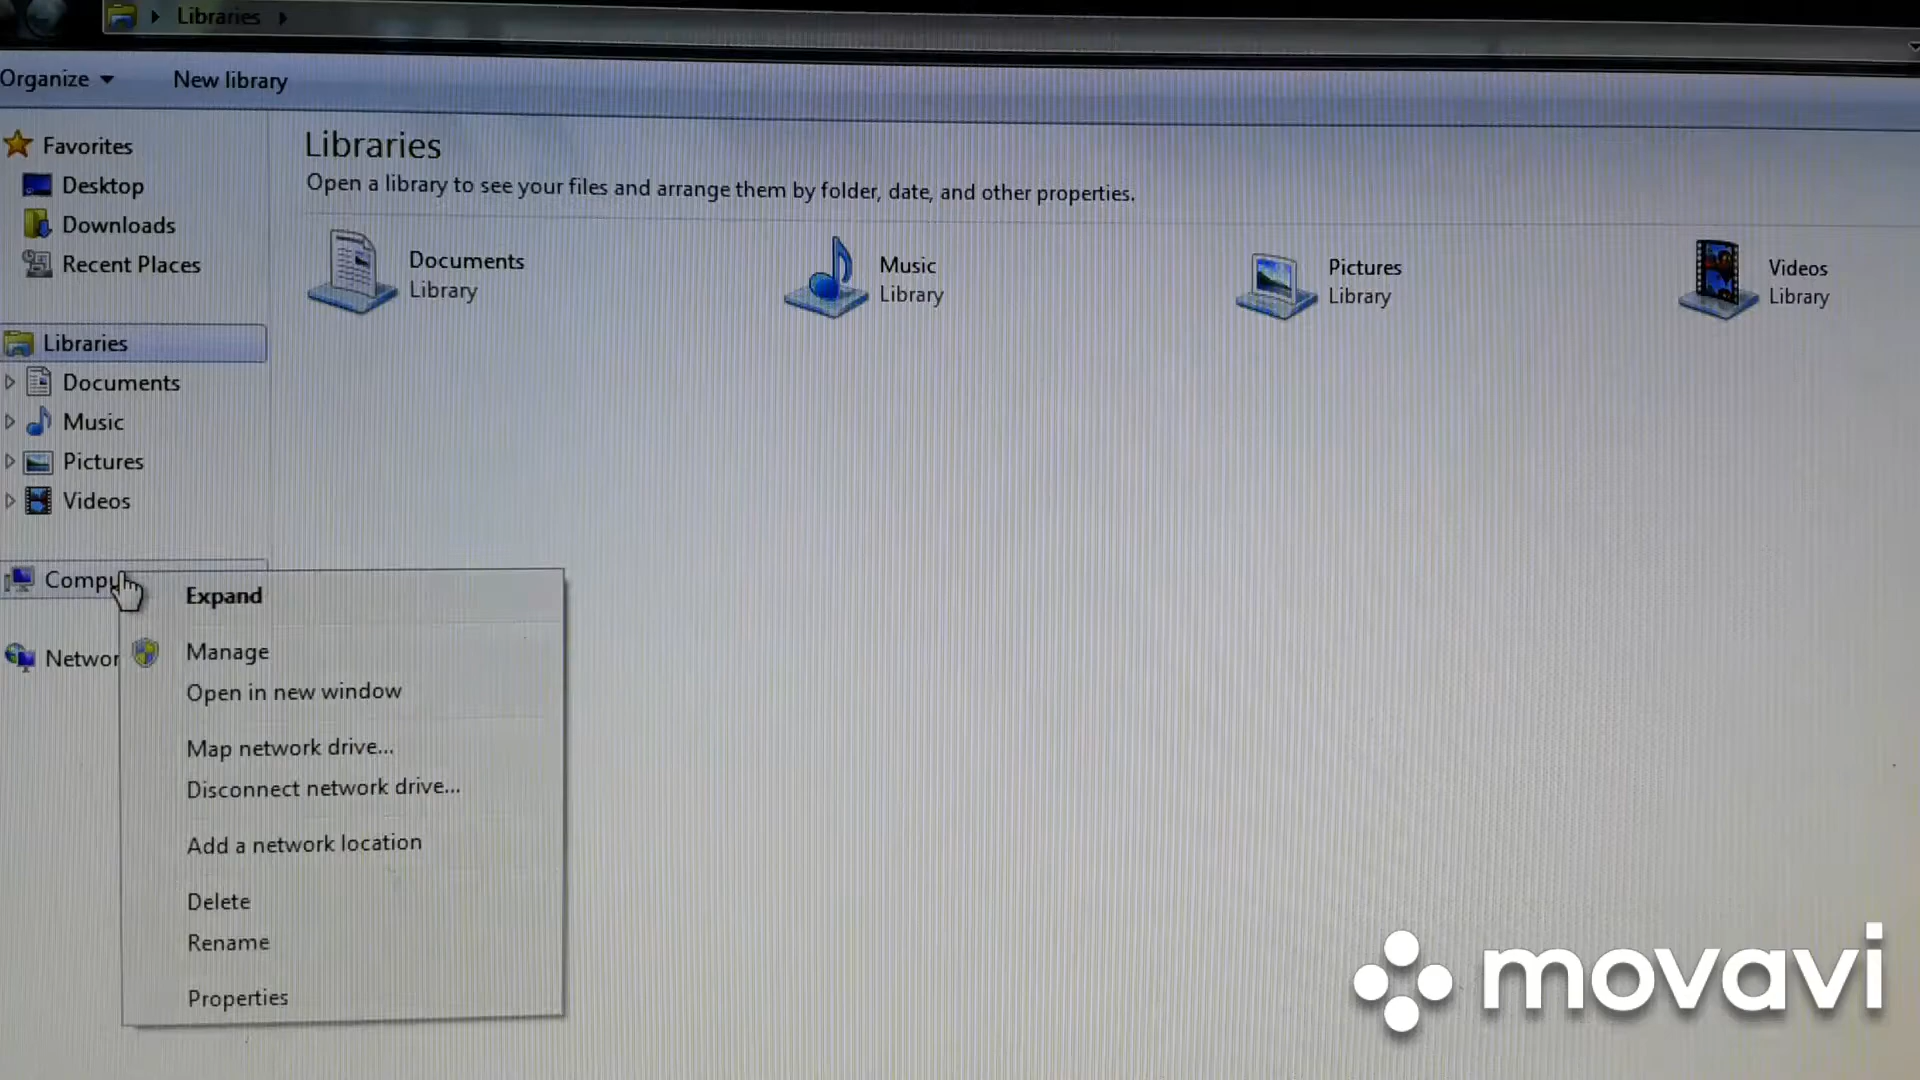 Libraries
Organize
New library
Favorites
Desktop
Downloads
Recent Places
Libraries
Documents
Music
Pictures
Videos
Libraries
Open a library to see your files and arrange them by folder, date, and other properties.
Documents
Library
Music
Library
Pictures
Library
Videos
Library
Compu
Networ
Expand
Manage
Open in new window
Map network drive...
Disconnect network drive...
Add a network location
Delete
Rename
Properties
movavi